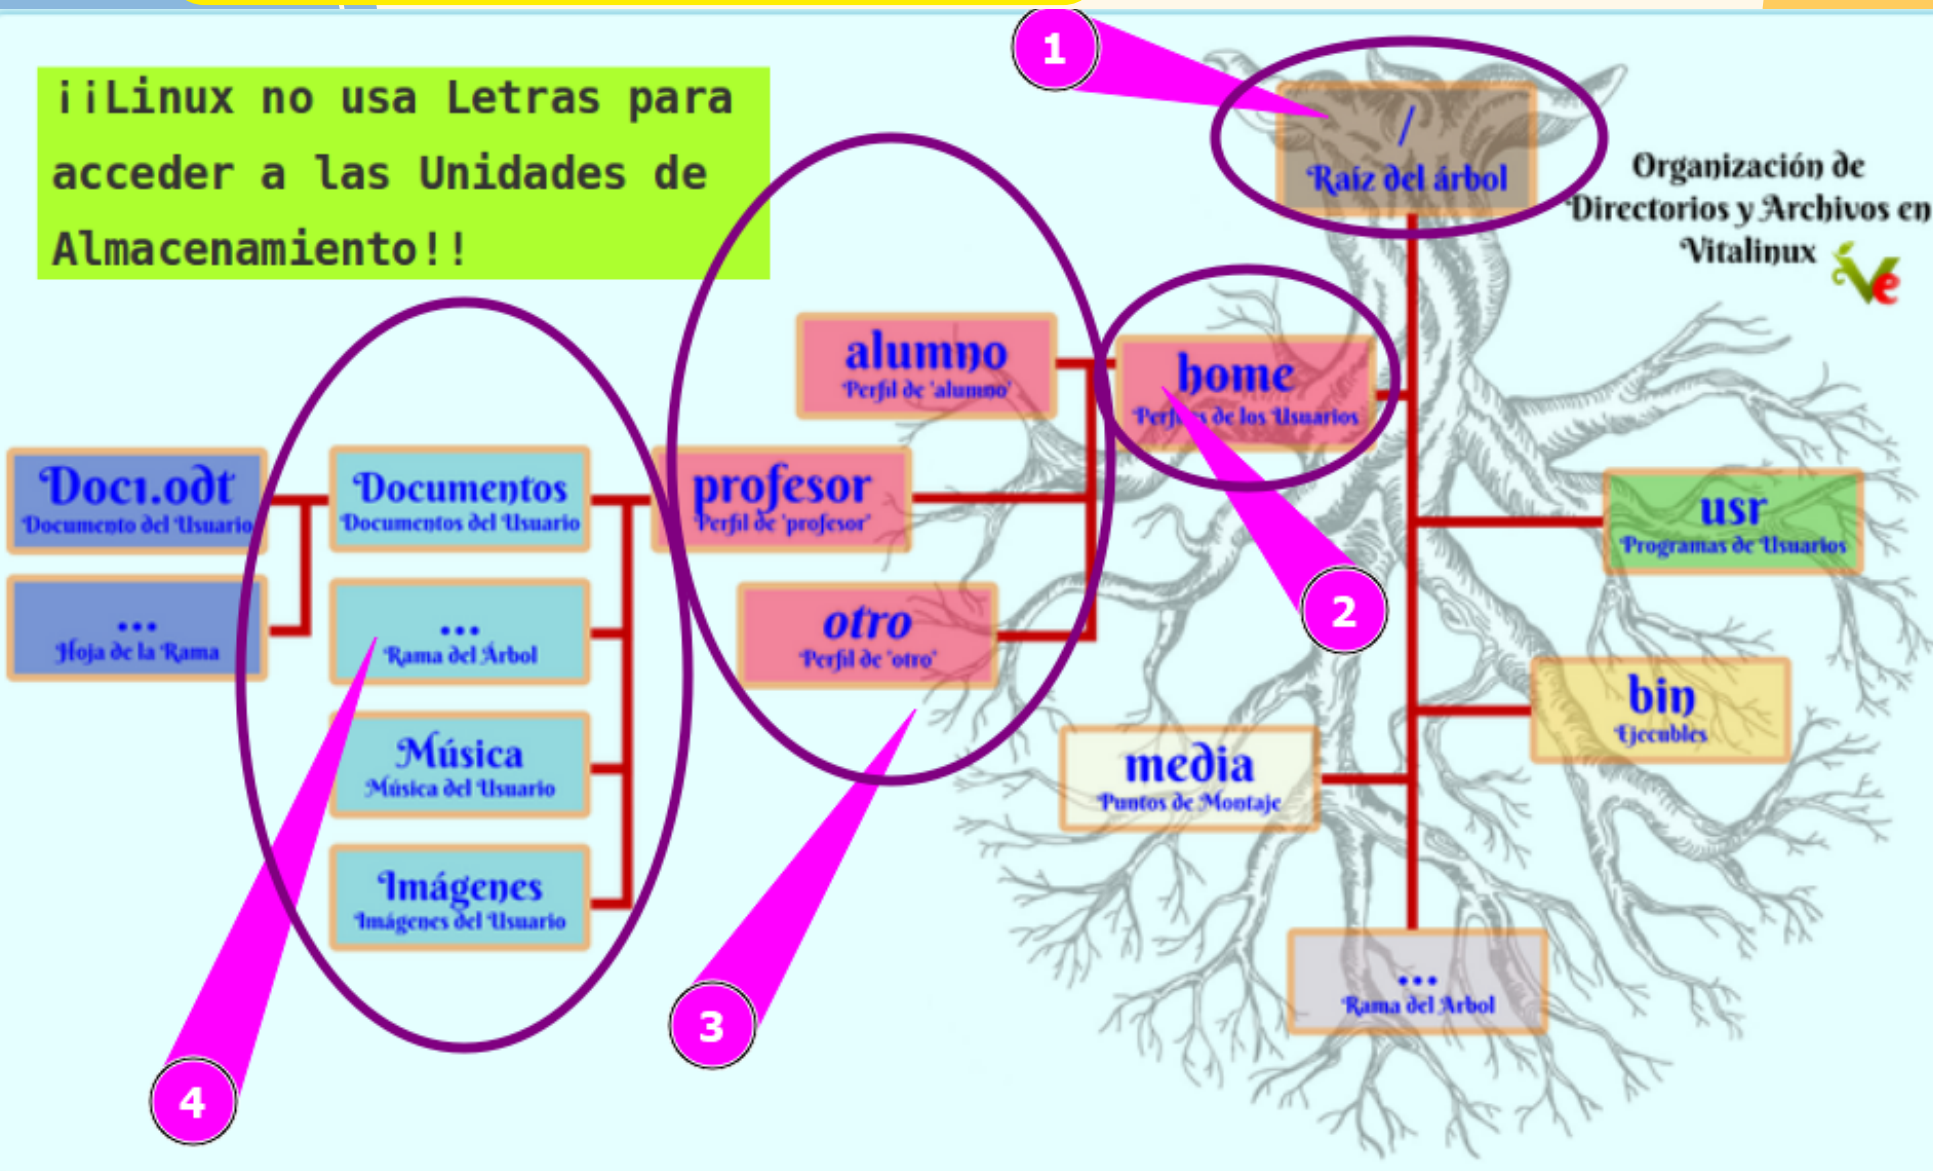 ¡¡Linux no usa Letras para
acceder a las Unidades de
Almacenamiento!!
1
/
Raíz del árbol
Organización de
Directorios y Archivos en
Vitalinux
Ve
alumno
Perfil de 'alumno'
home
Perfiles de los Usuarios
Doc1.odt
Documento del Usuario
Documentos
Documentos del Usuario
profesor
Perfil de 'profesor'
usr
Programas de Usuarios
...
Hoja de la Rama
...
Rama del Árbol
otro
Perfil de 'otro'
2
bin
Ejecubles
Música
Música del Usuario
media
Puntos de Montaje
Imágenes
Imágenes del Usuario
...
Rama del Arbol
3
4